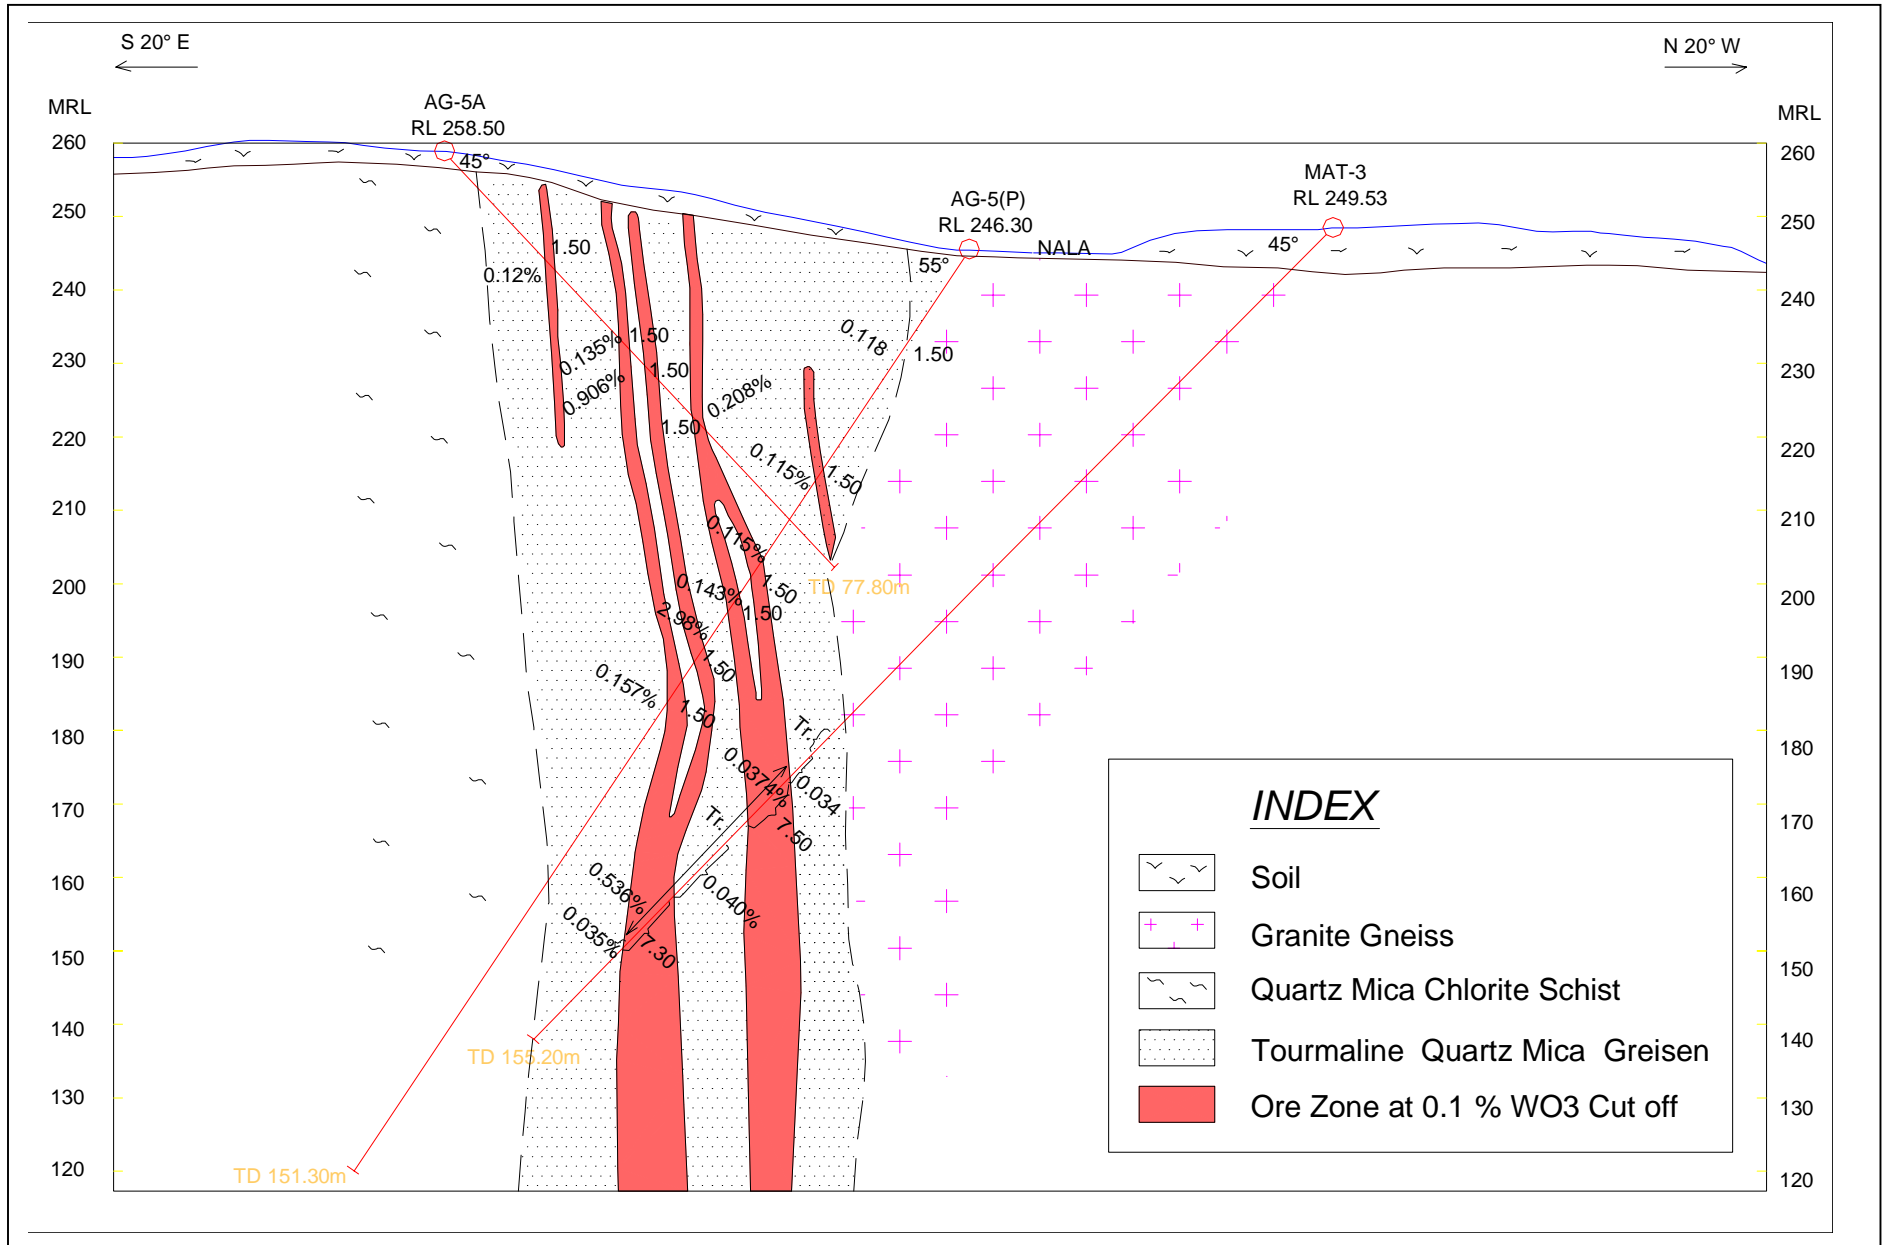 S 20° E
N 20° W
MRL
MRL
AG-5A
RL 258.50
45°
AG-5(P)
RL 246.30
55°
NALA
MAT-3
RL 249.53
45°
260
250
240
230
220
210
200
190
180
170
160
150
140
130
120
260
250
240
230
220
210
200
190
180
170
160
150
140
130
120
1.50
0.12%
0.135%
1.50
0.906%
1.50
1.50
0.208%
0.118
1.50
0.115%
1.50
0.115%
1.50
0.143%
1.50
2.98%
1.50
0.157%
1.50
TD 77.80m
Tr.
0.0374%
0.034
7.50
Tr.
0.536%
0.040%
0.035%
7.30
TD 155.20m
TD 151.30m
INDEX
Soil
Granite Gneiss
Quartz Mica Chlorite Schist
Tourmaline Quartz Mica Greisen
Ore Zone at 0.1 % WO3 Cut off